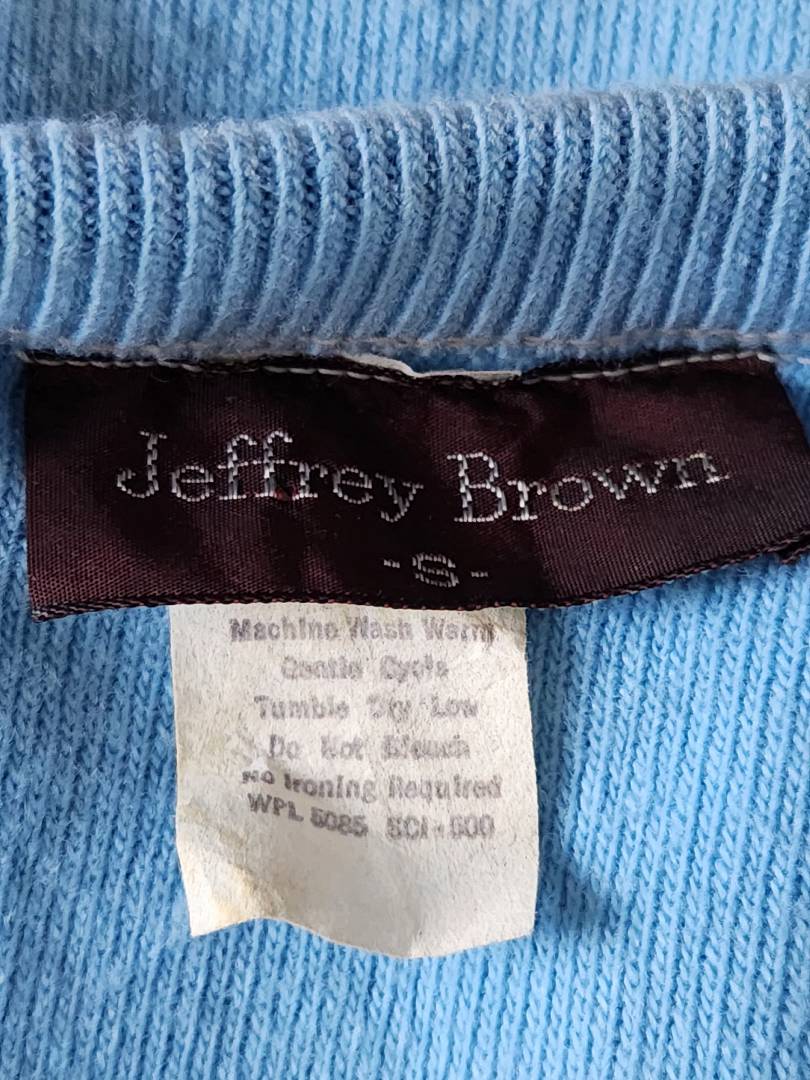 Jeffrey Brown
-S-
Machine Wash Warm
Gentle Cycle
Tumble Dry Low
Do Not Bleach
No Ironing Required
WPL 5085 SCI-500